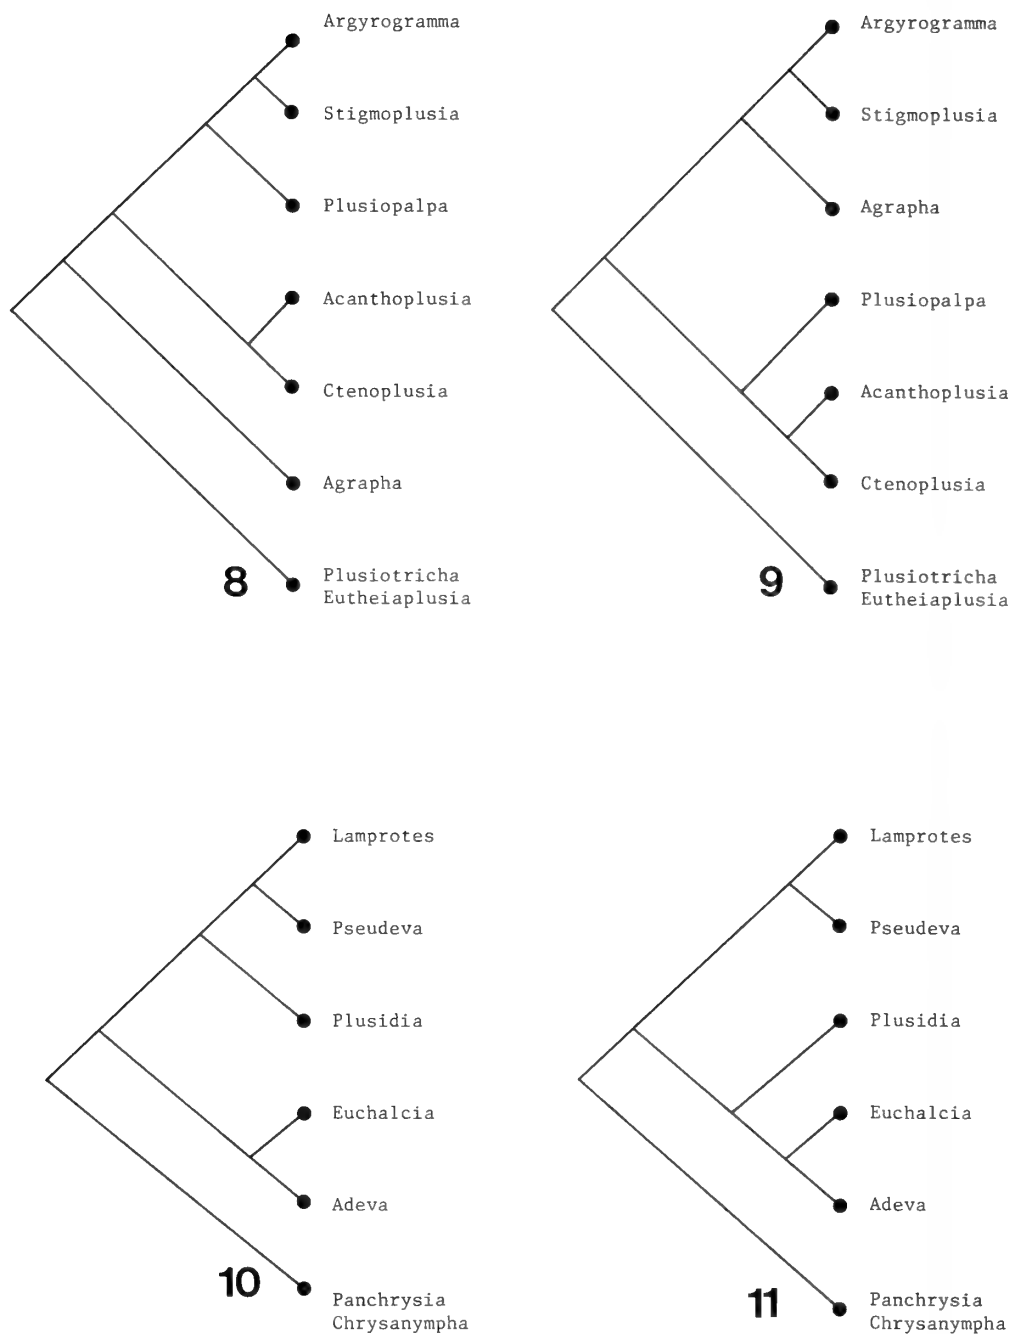 Argyrogramma
Stigmoplusia
Plusiopalpa
Acanthoplusia
Ctenoplusia
Agrapha
Plusiotricha
Eutheiaplusia
8
Argyrogramma
Stigmoplusia
Agrapha
Plusiopalpa
Acanthoplusia
Ctenoplusia
Plusiotricha
Eutheiaplusia
9
Lamprotes
Pseudeva
Plusidia
Euchalcia
Adeva
Panchrysia
Chrysanympha
10
Lamprotes
Pseudeva
Plusidia
Euchalcia
Adeva
Panchrysia
Chrysanympha
11